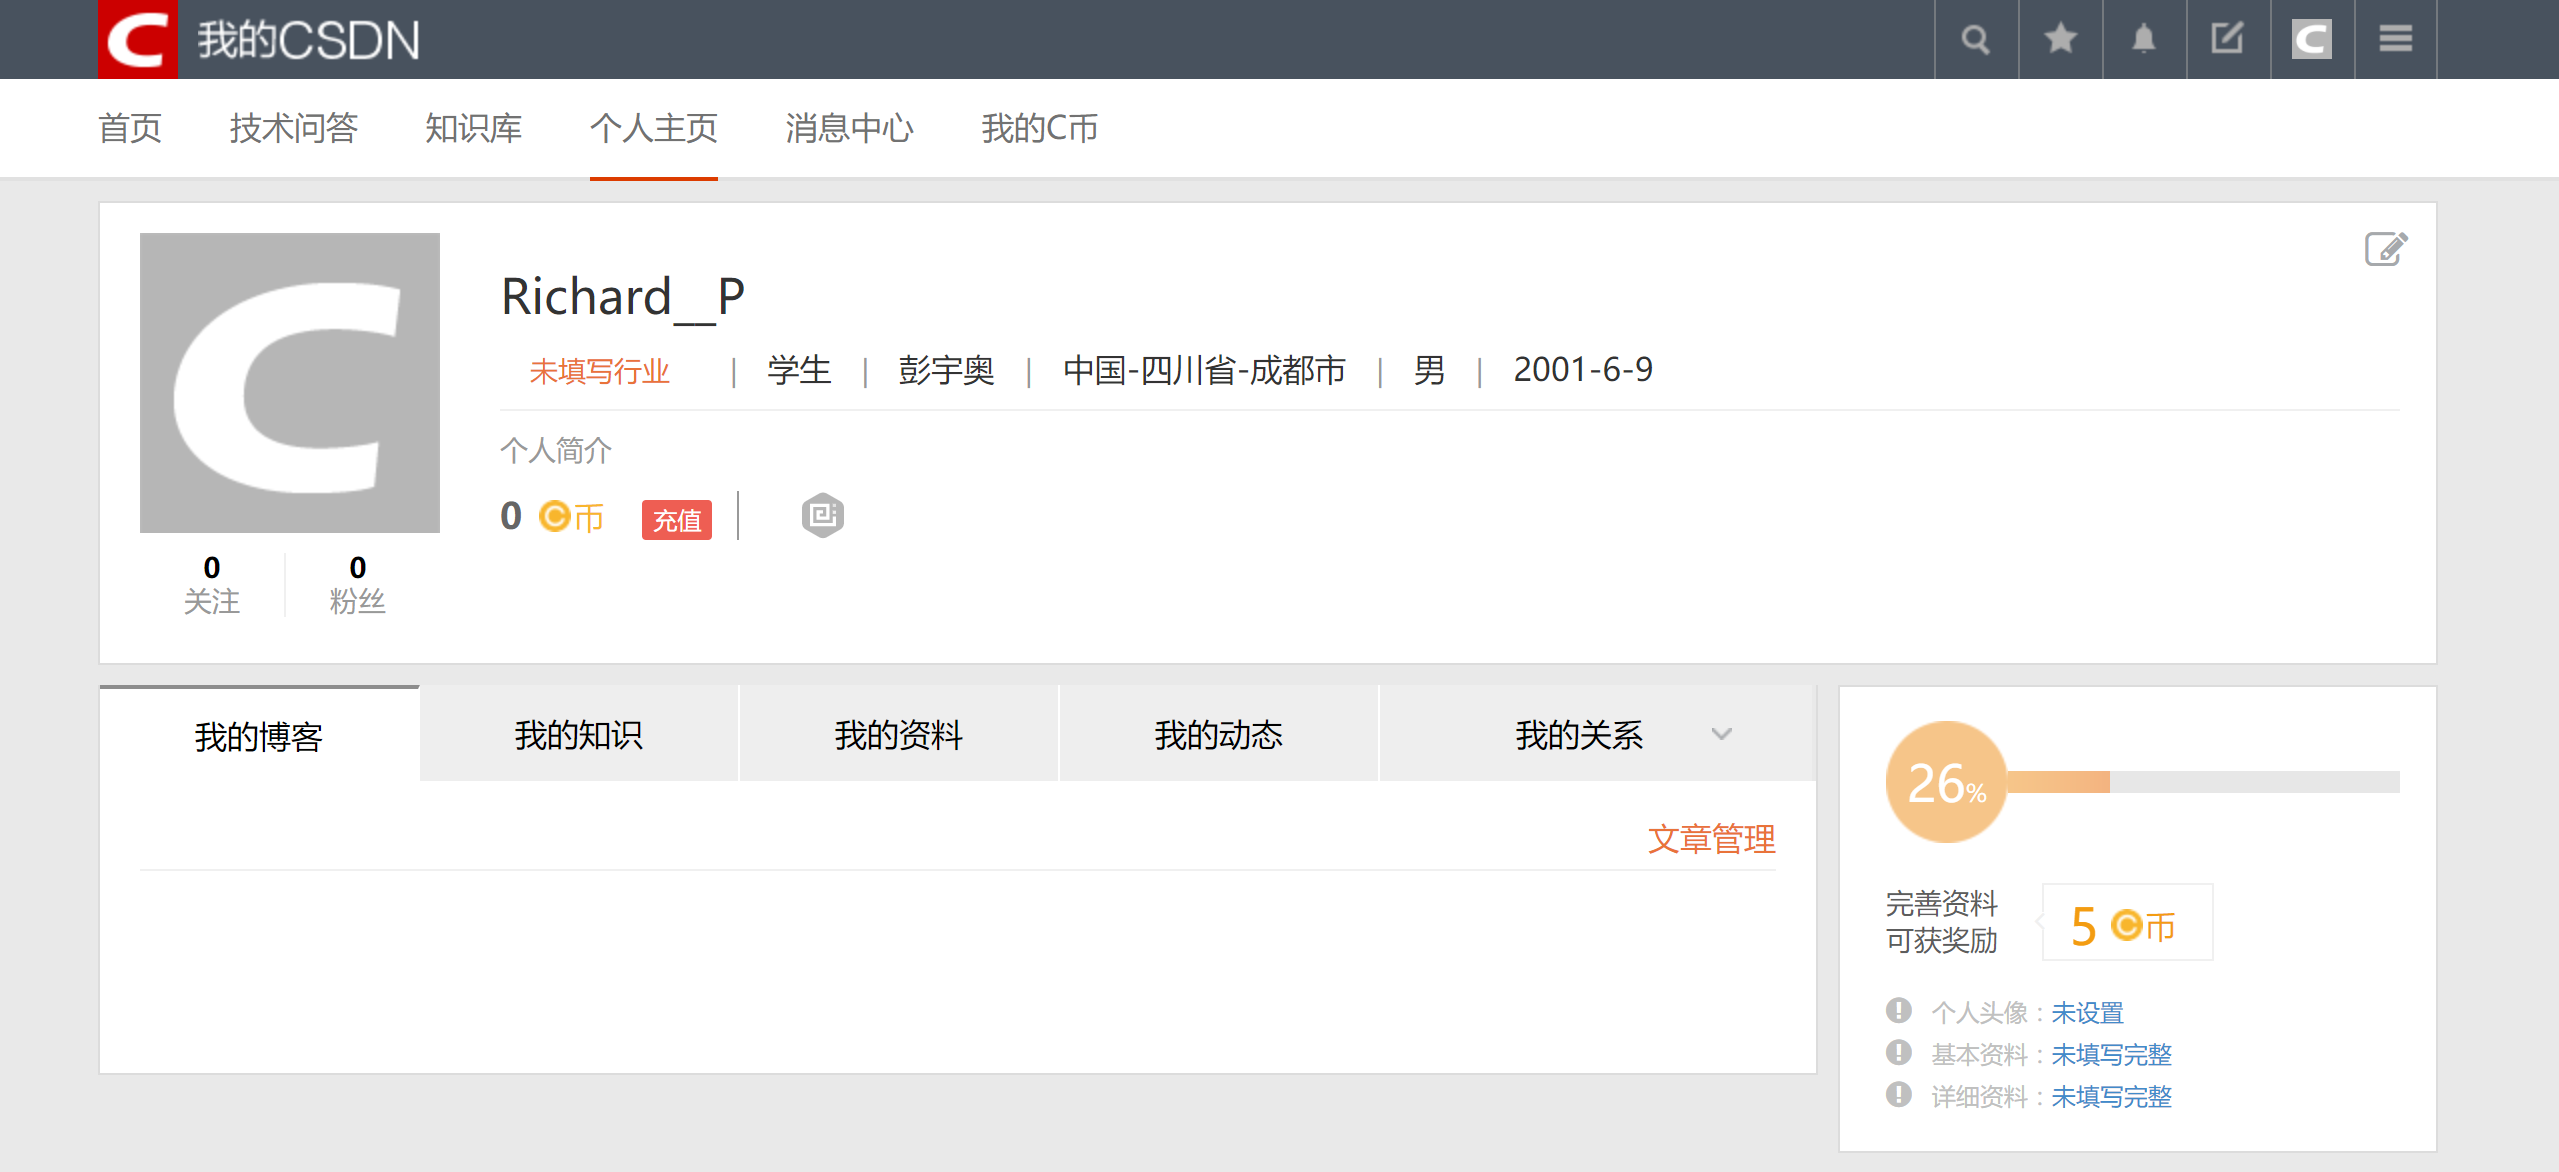 我的CSDN
首页 技术问答 知识库 个人主页 消息中心 我的C币
Richard__P
未填写行业 | 学生 | 彭宇奥 | 中国-四川省-成都市 | 男 | 2001-6-9
个人简介
0 C币 充值
0 0
关注 粉丝
我的博客 我的知识 我的资料 我的动态 我的关系
文章管理
26%
完善资料
可获奖励
5 C币
个人头像：未设置
基本资料：未填写完整
详细资料：未填写完整